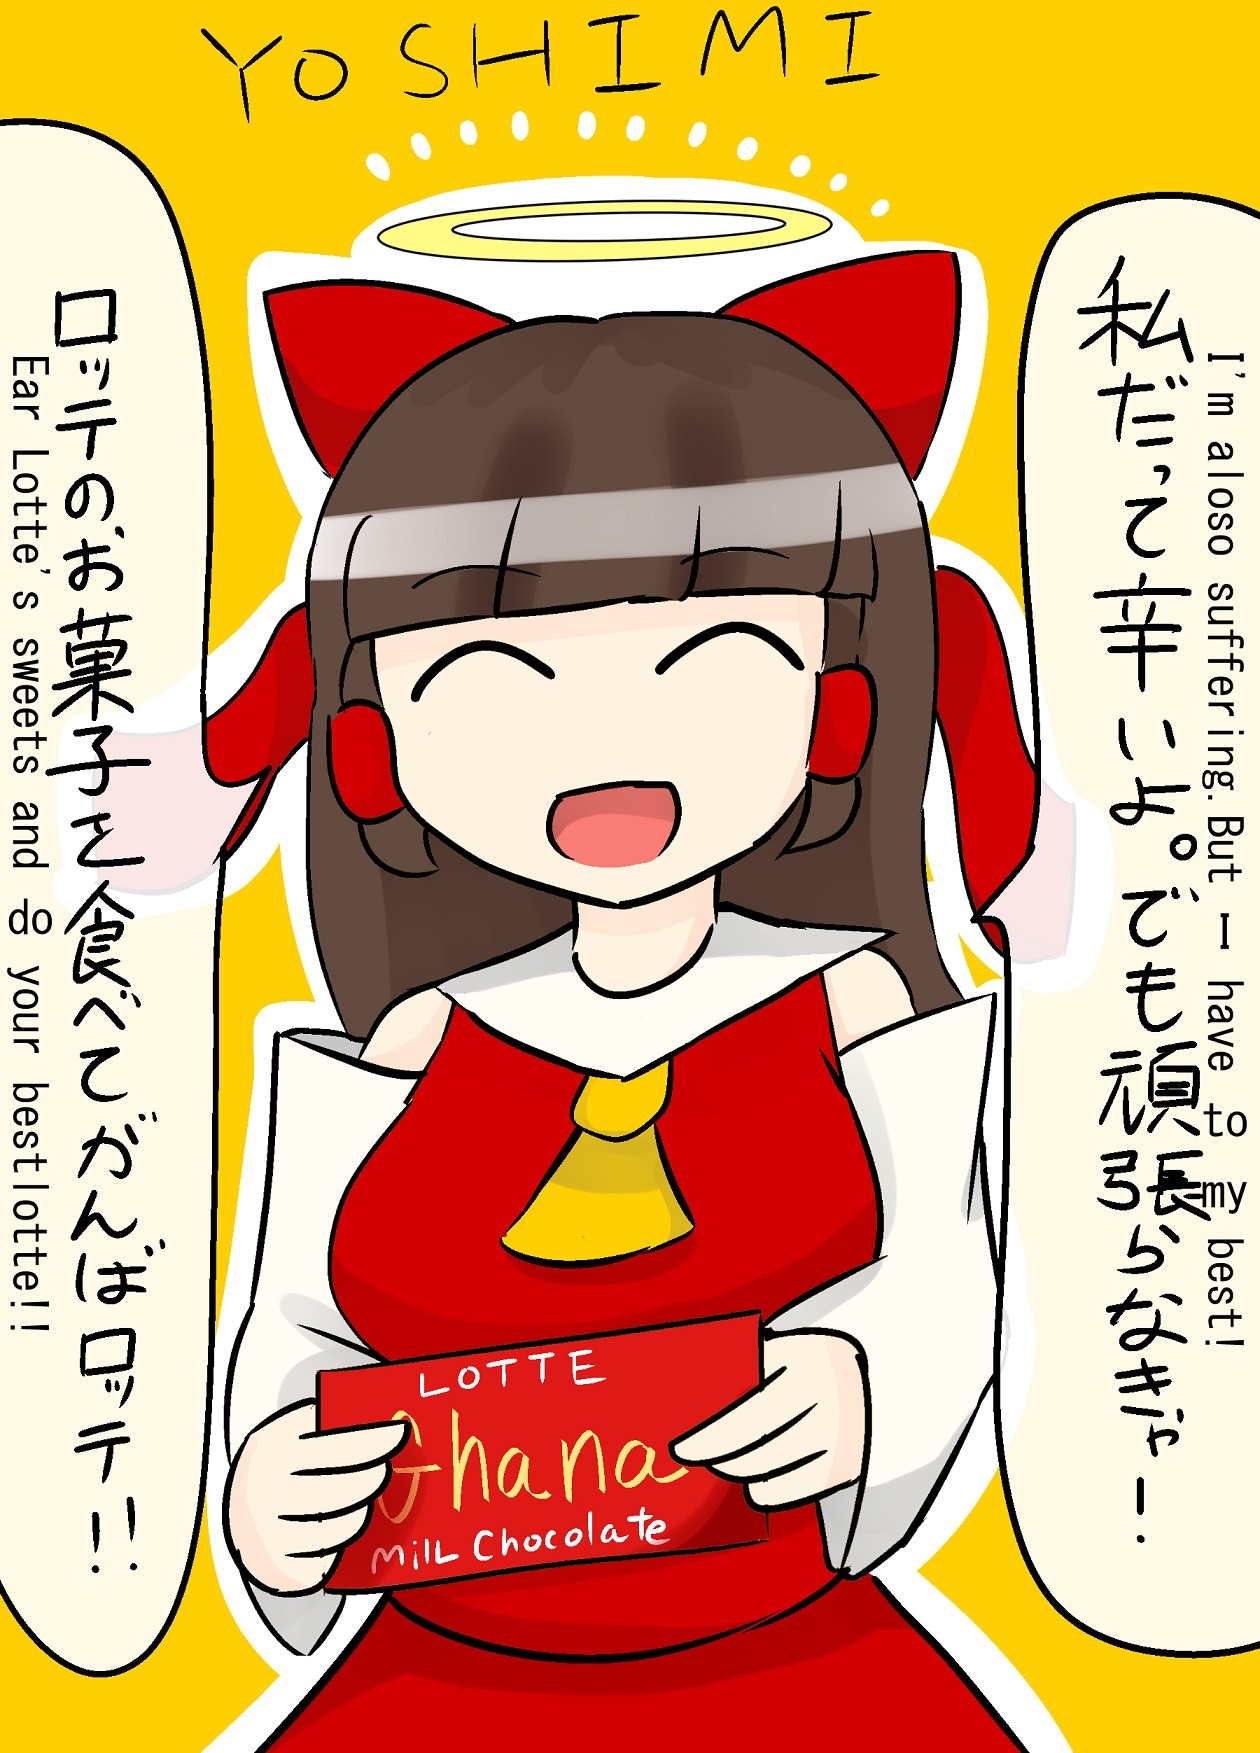 YOSHIMI
私だって辛いよ。でも頑張らなきゃー!
I'm aloso suffering. But I have to my best!
ロッテのお菓子を食べてがんばロッテ!!
Ear Lotte's sweets and do your bestlotte!!
LOTTE
Ghana
MilL Chocolate